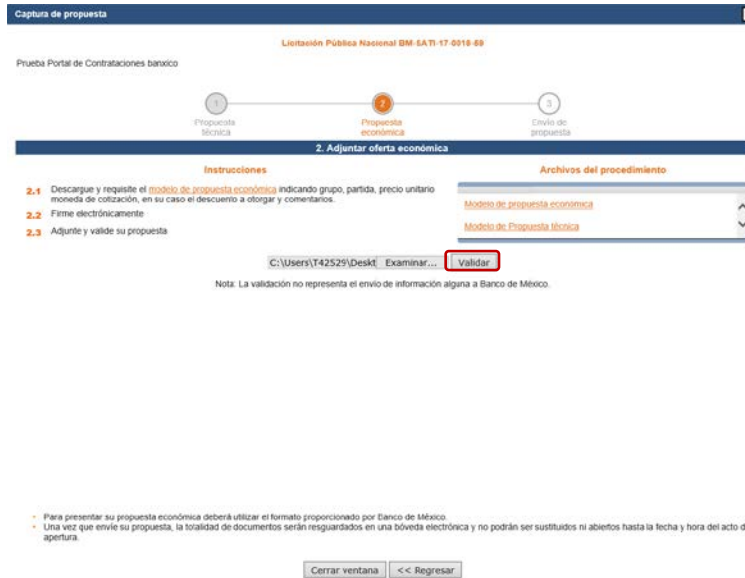 Captura de propuesta
Licitación Pública Nacional BM-SATI-17-0016-69
Prueba Portal de Contrataciones banxico
1
2
3
Propuesta técnica
Propuesta económica
Envío de propuesta
2. Adjuntar oferta económica
Instrucciones
2.1 Descargue y requisite el modelo de propuesta económica indicando grupo, partida, precio unitario
moneda de cotización, en su caso el descuento a otorgar y comentarios.
2.2 Firme electrónicamente
2.3 Adjunte y valide su propuesta
Archivos del procedimiento
Modelo de propuesta economica
Modelo de Propuesta técnica
C:\Users\T42529\Deskt Examinar... Validar
Nota: La validación no representa el envío de información alguna a Banco de México.
Para presentar su propuesta económica deberá utilizar el formato proporcionado por Banco de México.
Una vez que envíe su propuesta, la totalidad de documentos serán resguardados en una bóveda electrónica y no podrán ser sustituidos ni abiertos hasta la fecha y hora del acto d
apertura.
Cerrar ventana << Regresar